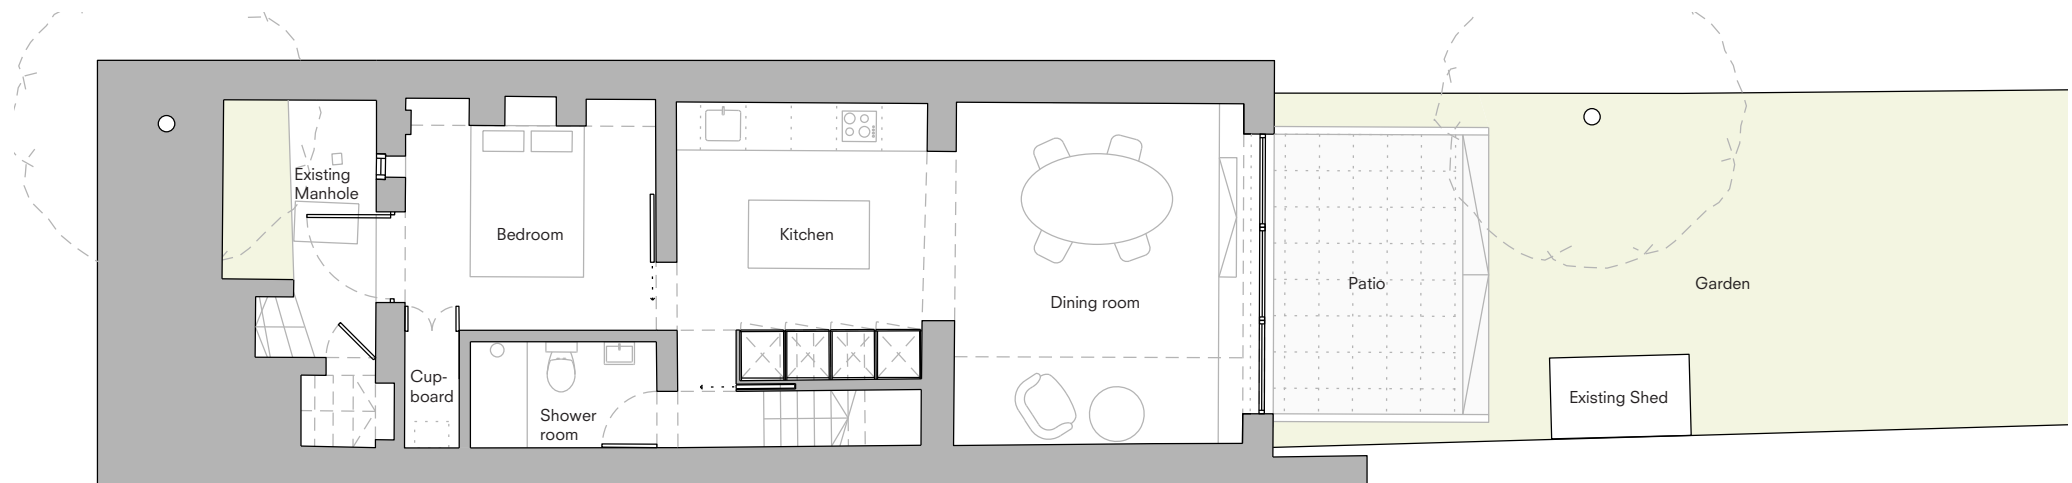 Existing
Manhole
Bedroom
Kitchen
Dining room
Patio
Garden
Cup-
board
Shower
room
Existing Shed